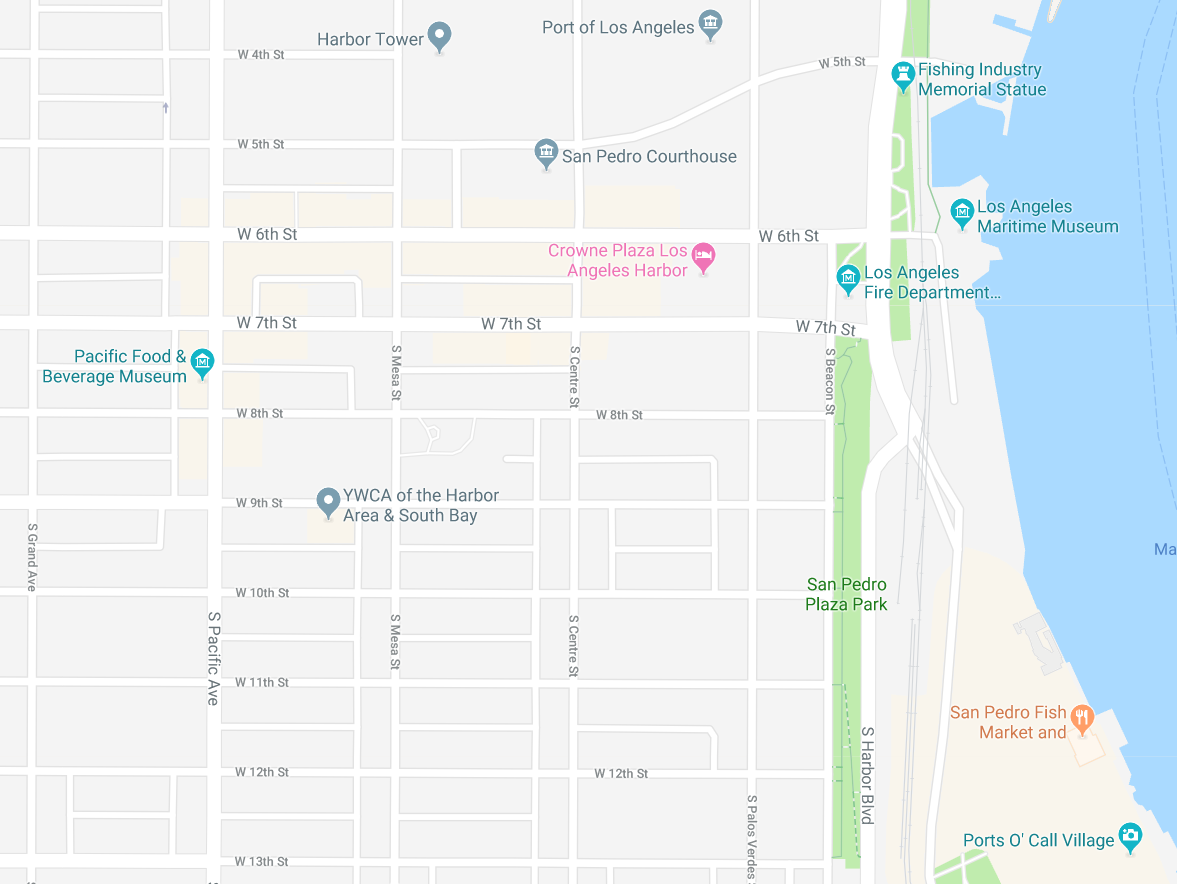 Port of Los Angeles
Harbor Tower
W 4th St
W 5th St
Fishing Industry
Memorial Statue
W 5th St
San Pedro Courthouse
Los Angeles
Maritime Museum
W 6th St
W 6th St
Crowne Plaza Los
Angeles Harbor
Los Angeles
Fire Department...
W 7th St
W 7th St
W 7th St
Pacific Food &
Beverage Museum
S Mesa St
S Centre St
S Beacon St
W 8th St
W 8th St
YWCA of the Harbor
Area & South Bay
W 9th St
S Grand Ave
Ma
San Pedro
Plaza Park
W 10th St
S Pacific Ave
S Mesa St
S Centre St
W 11th St
San Pedro Fish
Market and
S Harbor Blvd
W 12th St
W 12th St
S Palos Verdes S
Ports O' Call Village
W 13th St